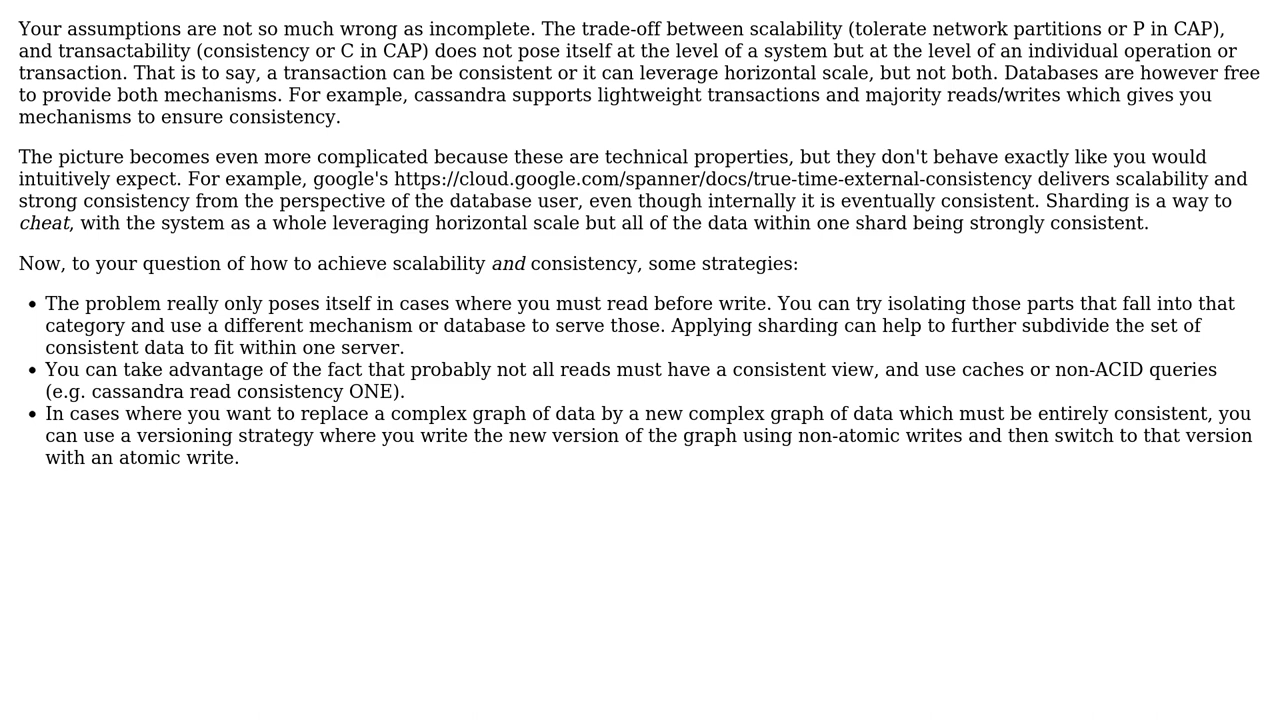 Your assumptions are not so much wrong as incomplete. The trade-off between scalability (tolerate network partitions or P in CAP),
and transactability (consistency or C in CAP) does not pose itself at the level of a system but at the level of an individual operation or
transaction. That is to say, a transaction can be consistent or it can leverage horizontal scale, but not both. Databases are however free
to provide both mechanisms. For example, cassandra supports lightweight transactions and majority reads/writes which gives you
mechanisms to ensure consistency.
The picture becomes even more complicated because these are technical properties, but they don't behave exactly like you would
intuitively expect. For example, google's https://cloud.google.com/spanner/docs/true-time-external-consistency delivers scalability and
strong consistency from the perspective of the database user, even though internally it is eventually consistent. Sharding is a way to
cheat, with the system as a whole leveraging horizontal scale but all of the data within one shard being strongly consistent.
Now, to your question of how to achieve scalability and consistency, some strategies:
• The problem really only poses itself in cases where you must read before write. You can try isolating those parts that fall into that
category and use a different mechanism or database to serve those. Applying sharding can help to further subdivide the set of
consistent data to fit within one server.
• You can take advantage of the fact that probably not all reads must have a consistent view, and use caches or non-ACID queries
(e.g. cassandra read consistency ONE).
• In cases where you want to replace a complex graph of data by a new complex graph of data which must be entirely consistent, you
can use a versioning strategy where you write the new version of the graph using non-atomic writes and then switch to that version
with an atomic write.